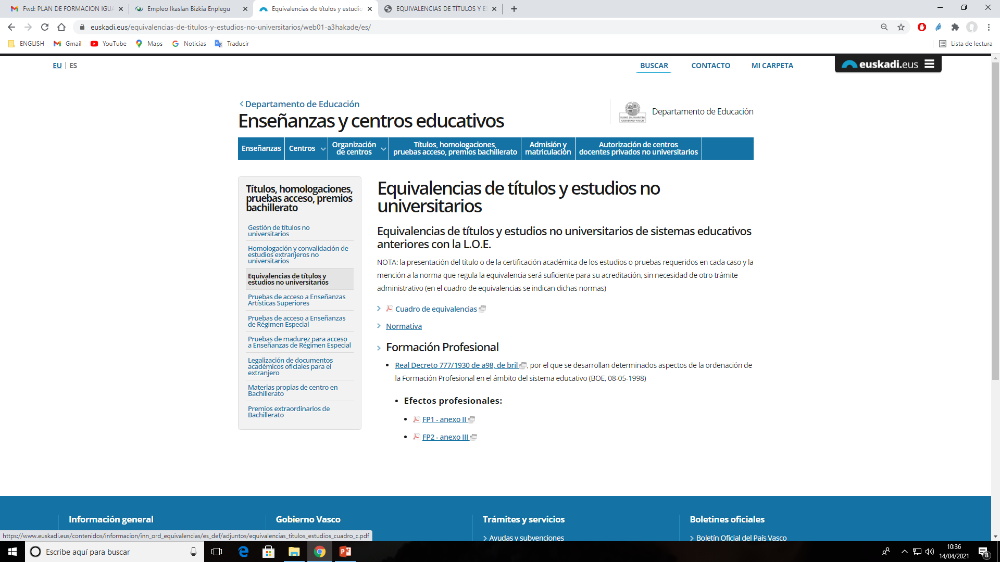 Fwd: PLAN DE FORMACION IGUA
Empleo Ikaslan Bizkia Enplegu
Equivalencias de títulos y estudio
EQUIVALENCIAS DE TÍTULOS Y ES
euskadi.eus/equivalencias-de-titulos-y-estudios-no-universitarios/web01-a3hakade/es/
ENGLISH Gmail YouTube Maps Noticias Traducir Lista de lectura
EU | ES
BUSCAR CONTACTO MI CARPETA
euskadi.eus
Departamento de Educación
Enseñanzas y centros educativos
Departamento de Educación
Enseñanzas
Centros
Organización
de centros
Títulos, homologaciones,
pruebas acceso, premios bachillerato
Admisión y
matriculación
Autorización de centros
docentes privados no universitarios
Títulos, homologaciones,
pruebas acceso, premios
bachillerato
Gestión de títulos no
universitarios
Homologación y convalidación de
estudios extranjeros no
universitarios
Equivalencias de títulos y
estudios no universitarios
Pruebas de acceso a Enseñanzas
Artísticas Superiores
Pruebas de acceso a Enseñanzas
de Régimen Especial
Pruebas de madurez para acceso
a Enseñanzas de Régimen Especial
Legalización de documentos
académicos oficiales para el
extranjero
Materias propias de centro en
Bachillerato
Premios extraordinarios de
Bachillerato
Equivalencias de títulos y estudios no
universitarios
Equivalencias de títulos y estudios no universitarios de sistemas educativos
anteriores con la L.O.E.
NOTA: la presentación del título o de la certificación académica de los estudios o pruebas requeridos en cada caso y la
mención a la norma que regula la equivalencia será suficiente para su acreditación, sin necesidad de otro trámite
administrativo (en el cuadro de equivalencias se indican dichas normas)
Cuadro de equivalencias
Normativa
Formación Profesional
Real Decreto 777/1930 de a98, de bril , por el que se desarrollan determinados aspectos de la ordenación de
la Formación Profesional en el ámbito del sistema educativo (BOE, 08-05-1998)
Efectos profesionales:
FP1 - anexo II
FP2 - anexo III
Información general
Gobierno Vasco
Trámites y servicios
Ayudas y subvenciones
Boletines oficiales
Boletín Oficial del País Vasco
https://www.euskadi.eus/contenidos/informacion/inn_ord_equivalencias/es_def/adjuntos/equivalencias_titulos_estudios_cuadro_c.pdf
Escribe aquí para buscar
10:36
14/04/2021
8